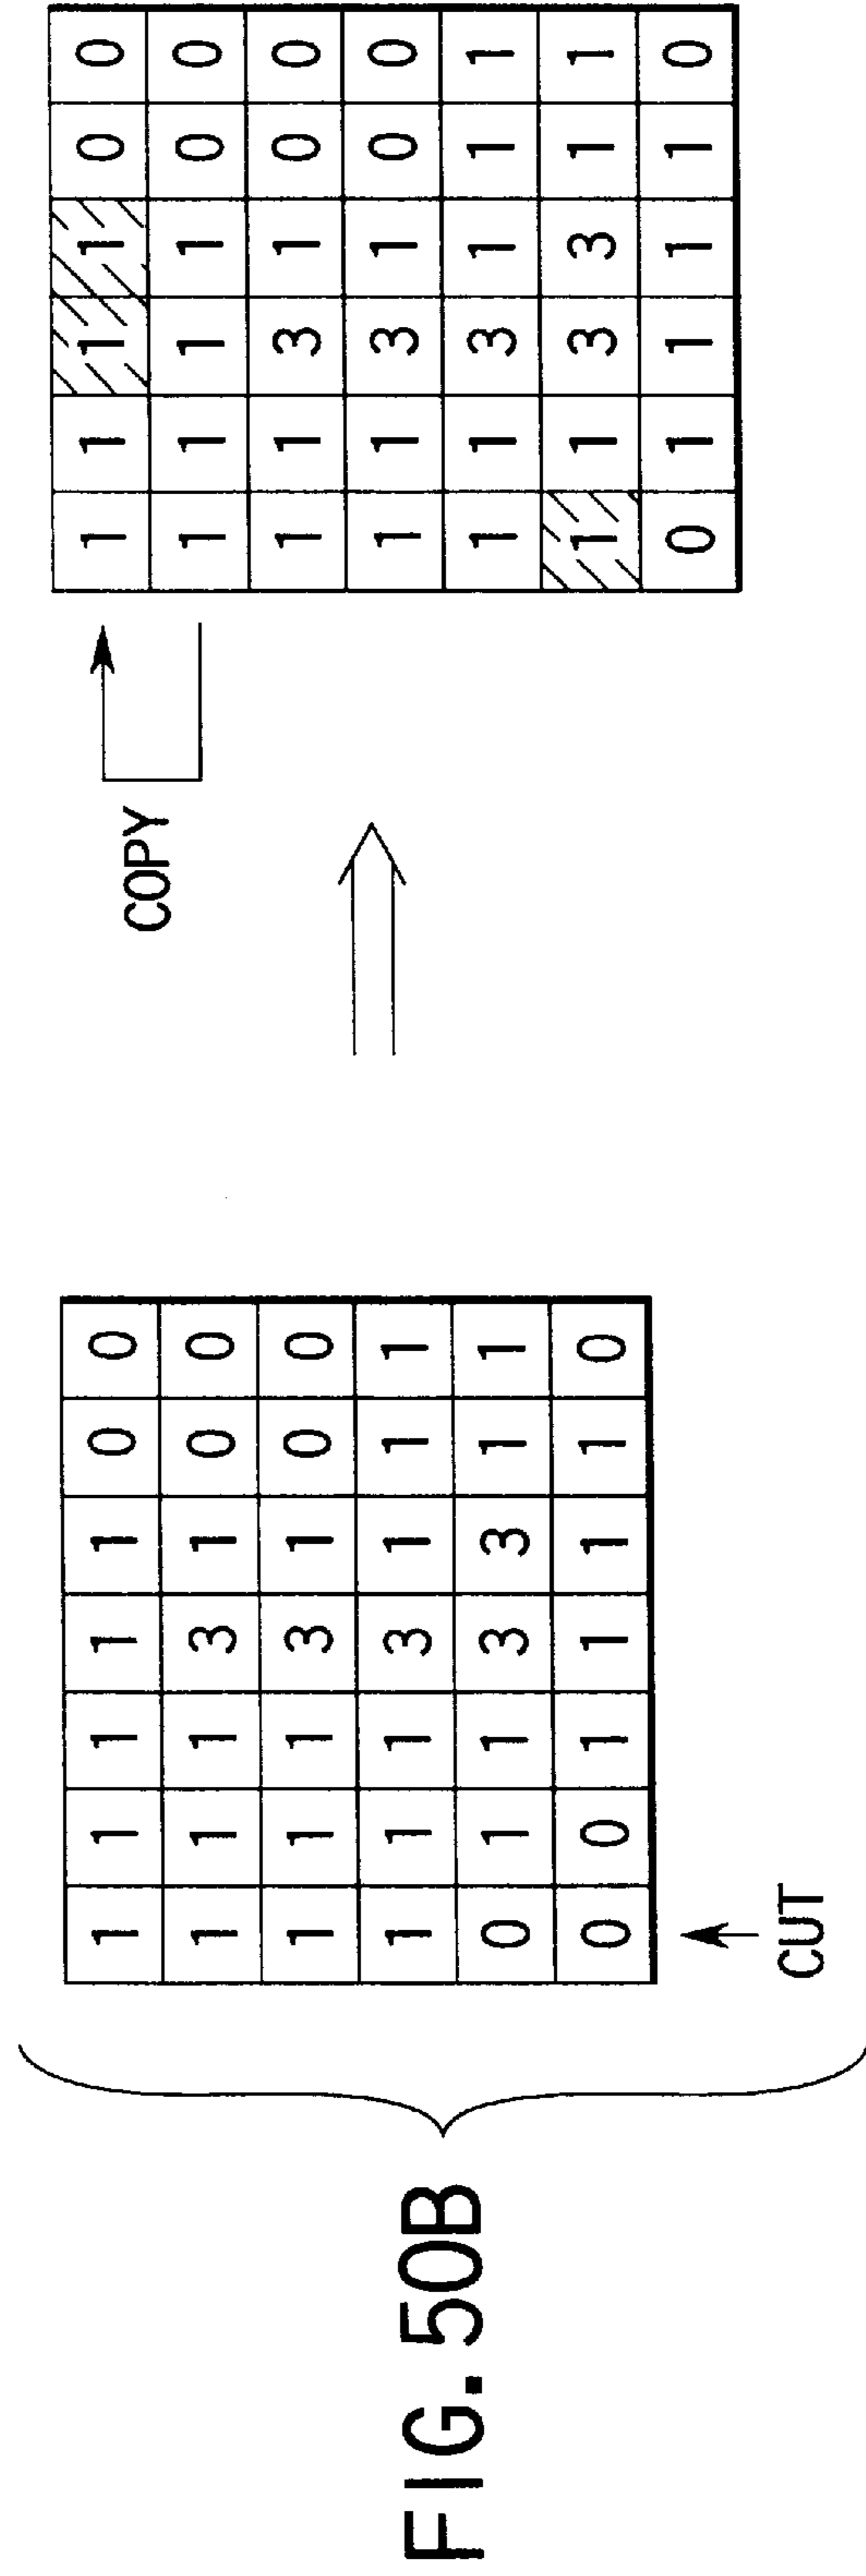 FIG. 50B
1 1 1 1 1 0 0
1 1 1 3 1 0 0
1 1 1 3 1 0 0
1 1 1 3 1 1 1
0 1 1 3 3 1 1
0 0 1 1 1 1 0
CUT
COPY
1 1 1 1 0 0
1 1 1 1 0 0
1 1 3 1 0 0
1 1 3 1 0 0
1 1 3 1 1 1
1 1 3 3 1 1
0 1 1 1 1 0